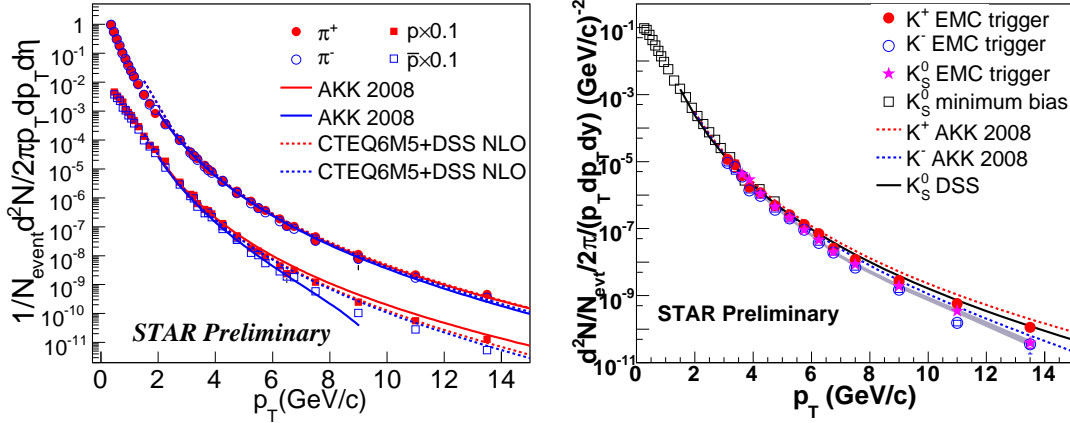 1/N_event d²N/2πp_T dp_T dη
1
10⁻¹
10⁻²
10⁻³
10⁻⁴
10⁻⁵
10⁻⁶
10⁻⁷
10⁻⁸
10⁻⁹
10⁻¹⁰
10⁻¹¹
π⁺ p×0.1
π⁻ p̅×0.1
AKK 2008
AKK 2008
CTEQ6M5+DSS NLO
CTEQ6M5+DSS NLO
STAR Preliminary
0 2 4 6 8 10 12 14
p_T(GeV/c)
d²N/N_evt/2π/(p_T dp_T dy) (GeV/c)⁻²
10⁻¹
10⁻³
10⁻⁵
10⁻⁷
10⁻⁹
10⁻¹¹
K⁺ EMC trigger
K⁻ EMC trigger
K⁰_S EMC trigger
K⁰_S minimum bias
K⁺ AKK 2008
K⁻ AKK 2008
K⁰_S DSS
STAR Preliminary
0 2 4 6 8 10 12 14
p_T (GeV/c)